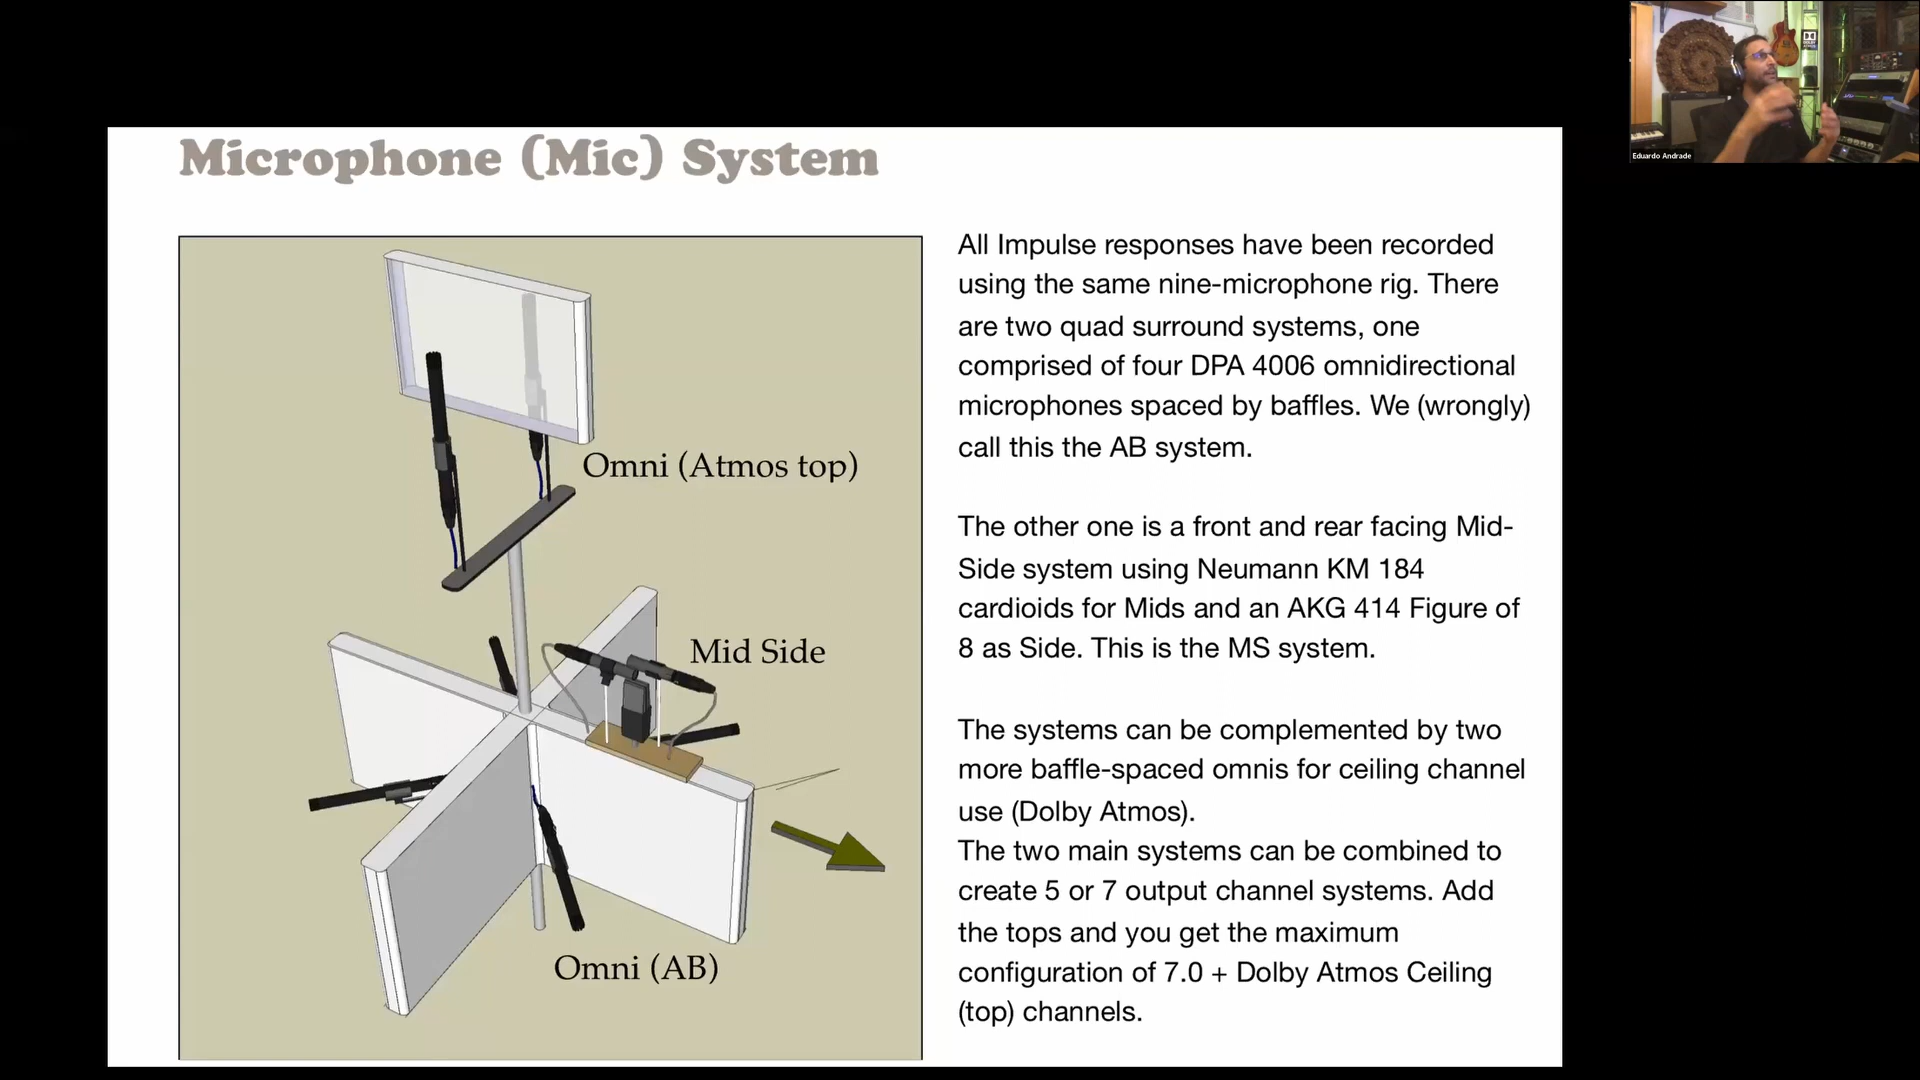 Microphone (Mic) System
All Impulse responses have been recorded
using the same nine-microphone rig. There
are two quad surround systems, one
comprised of four DPA 4006 omnidirectional
microphones spaced by baffles. We (wrongly)
call this the AB system.
The other one is a front and rear facing Mid-
Side system using Neumann KM 184
cardioids for Mids and an AKG 414 Figure of
8 as Side. This is the MS system.
The systems can be complemented by two
more baffle-spaced omnis for ceiling channel
use (Dolby Atmos).
The two main systems can be combined to
create 5 or 7 output channel systems. Add
the tops and you get the maximum
configuration of 7.0 + Dolby Atmos Ceiling
(top) channels.
Omni (Atmos top)
Mid Side
Omni (AB)
Eduardo Andrade